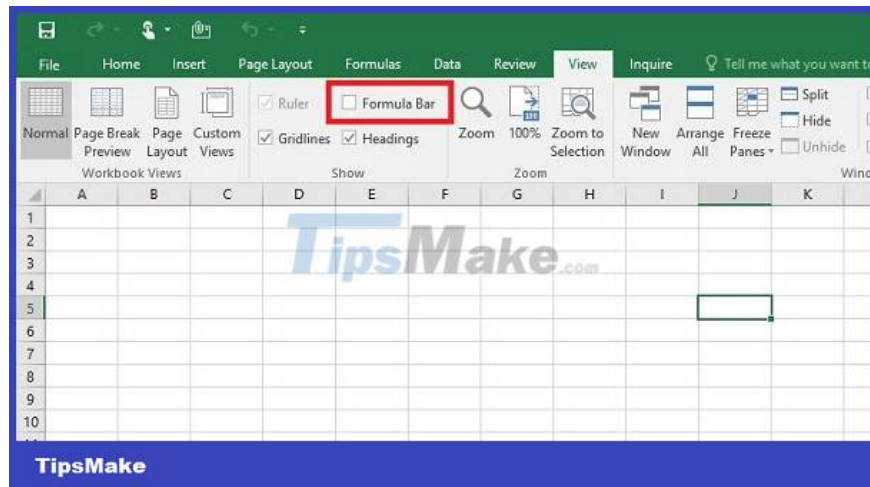 File Home Insert Page Layout Formulas Data Review View Inquire Tell me what you want to
Ruler Formula Bar
Gridlines Headings
Normal Page Break Preview Page Layout Custom Views
Zoom 100% Zoom to Selection
New Window Arrange All Freeze Panes
Split
Hide
Unhide
Workbook Views Show Zoom
A B C D E F G H I J K
1
2
3
4
5
6
7
8
9
10
TipsMake.com
TipsMake